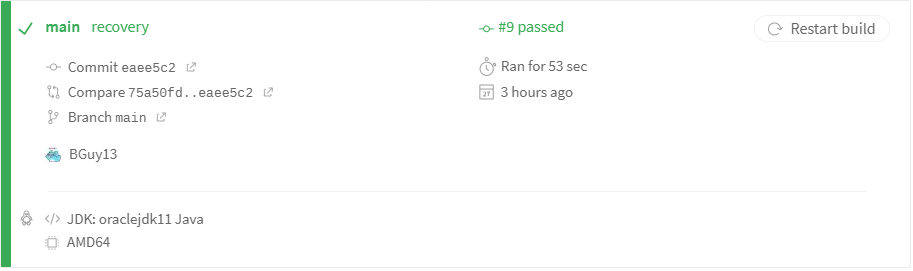 main recovery
#9 passed
Restart build
Commit eaee5c2
Ran for 53 sec
Compare 75a50fd..eaee5c2
27
3 hours ago
Branch main
BGuy13
JDK: oraclejdk11 Java
AMD64